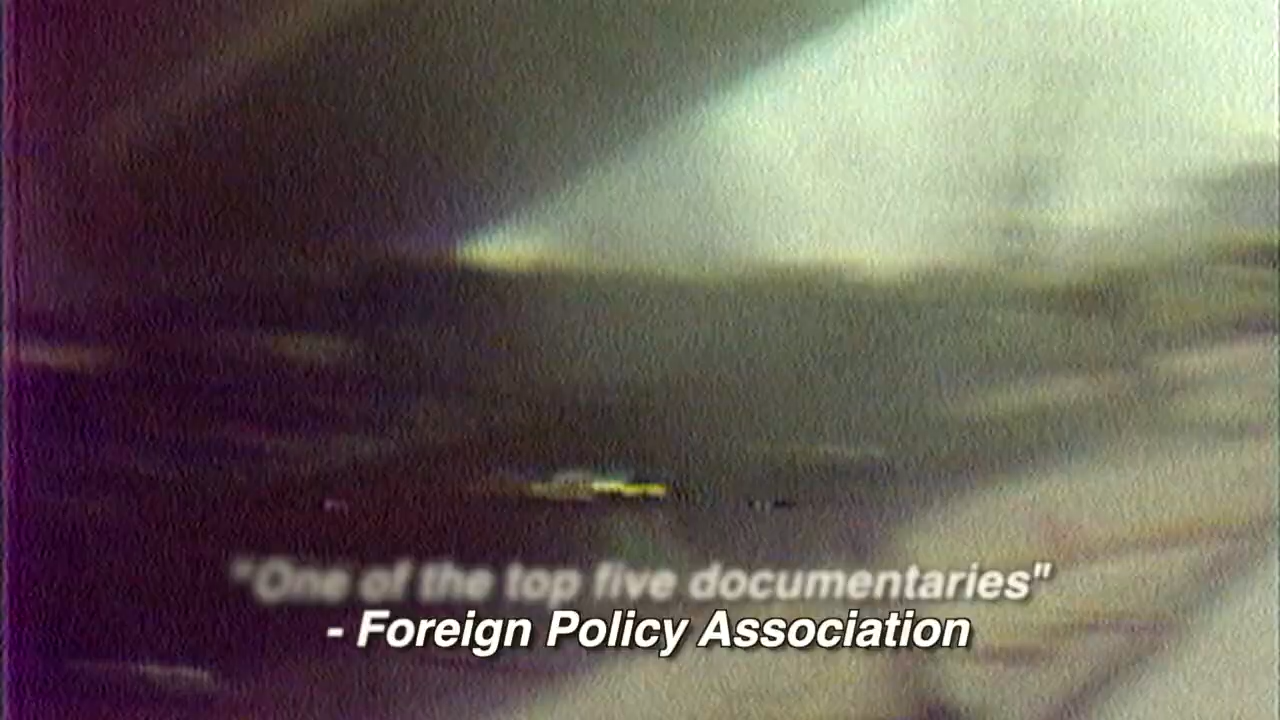 "One of the top five documentaries"
- Foreign Policy Association